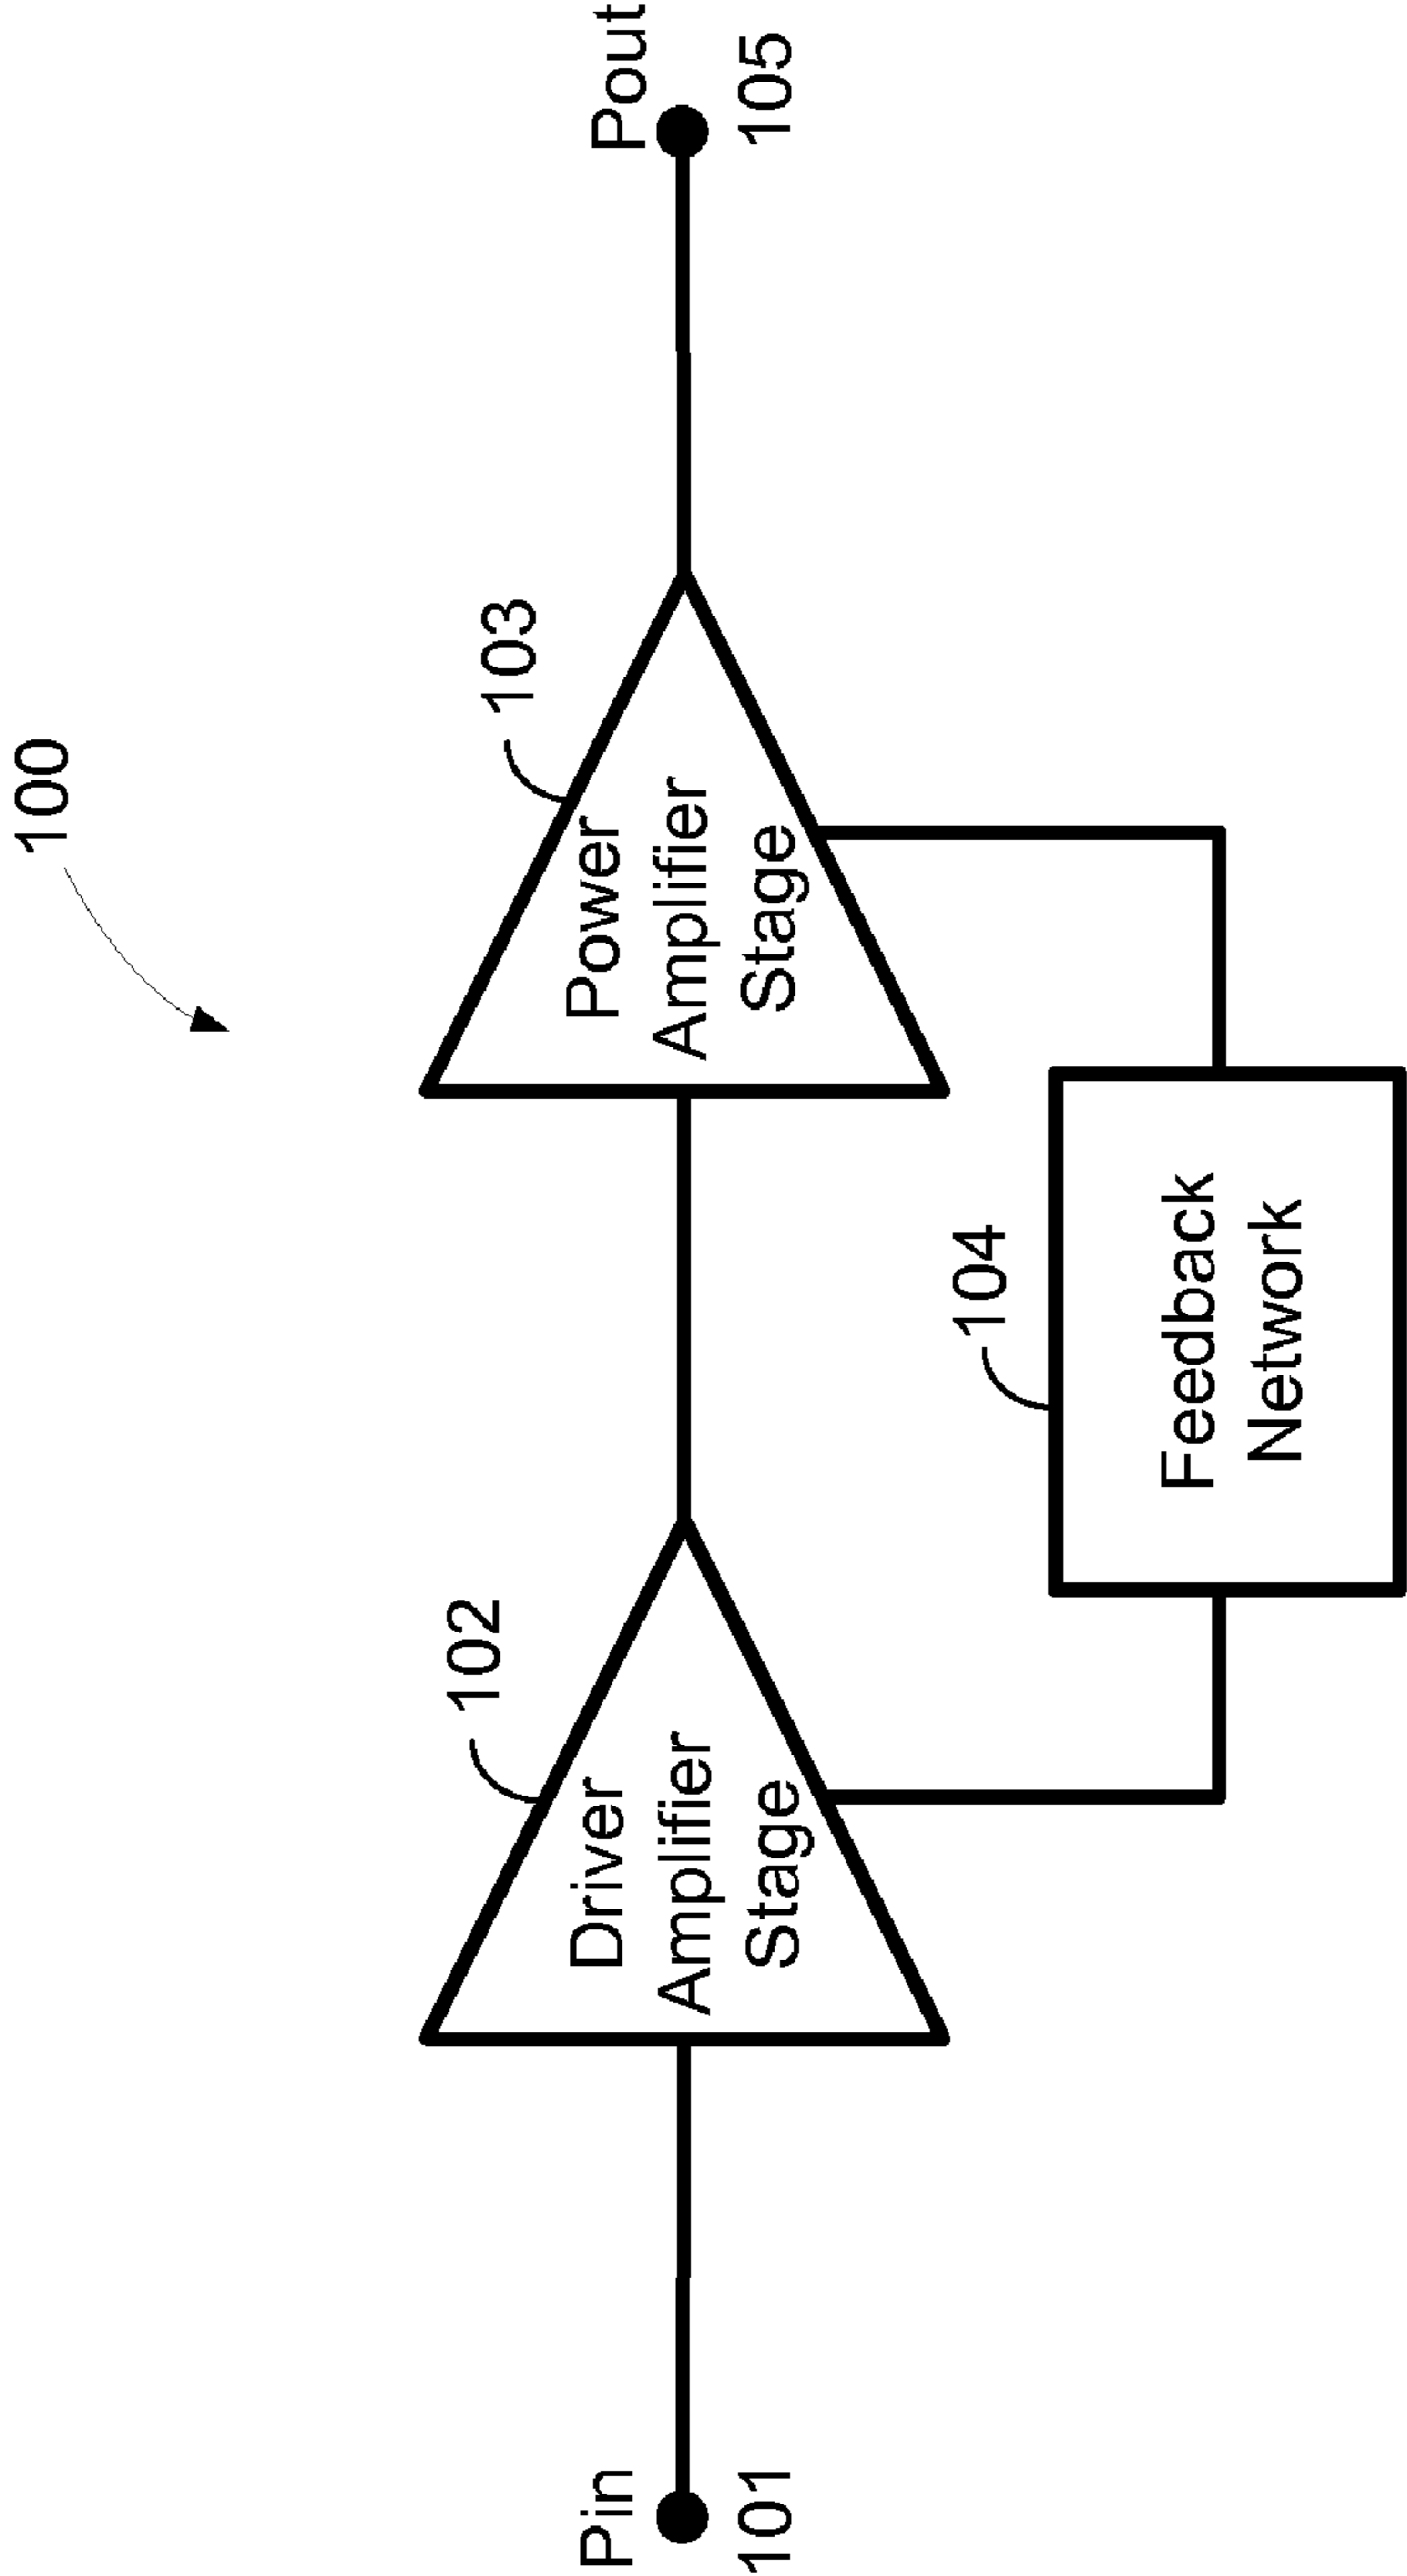 100
102
103
Pin
Driver
Amplifier
Stage
Power
Amplifier
Stage
Pout
101
105
104
Feedback
Network